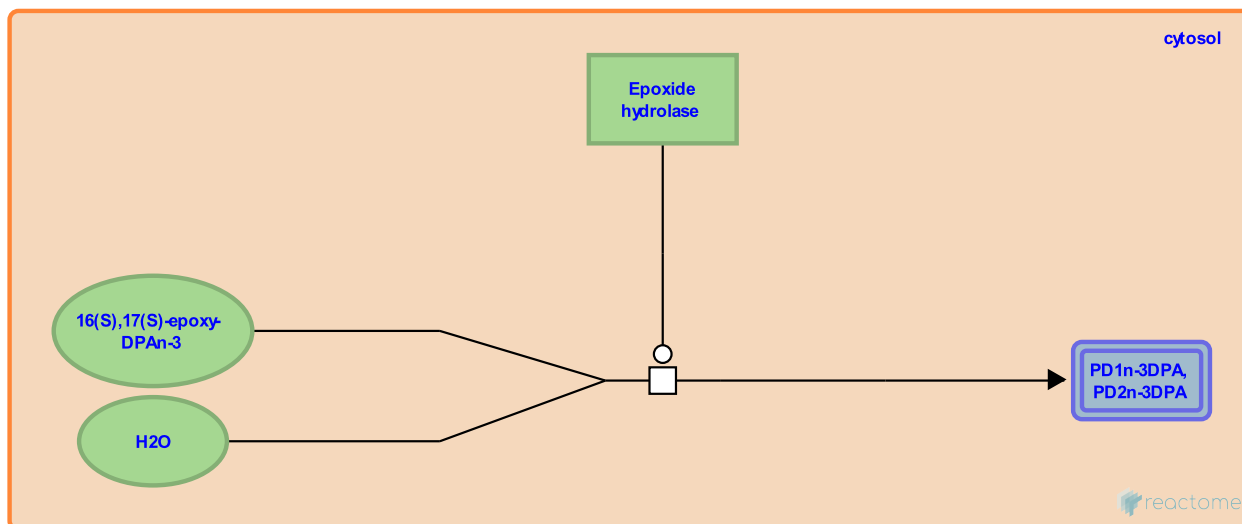 cytosol
Epoxide
hydrolase
16(S),17(S)-epoxy-
DPAn-3
PD1n-3DPA,
PD2n-3DPA
H2O
reactome